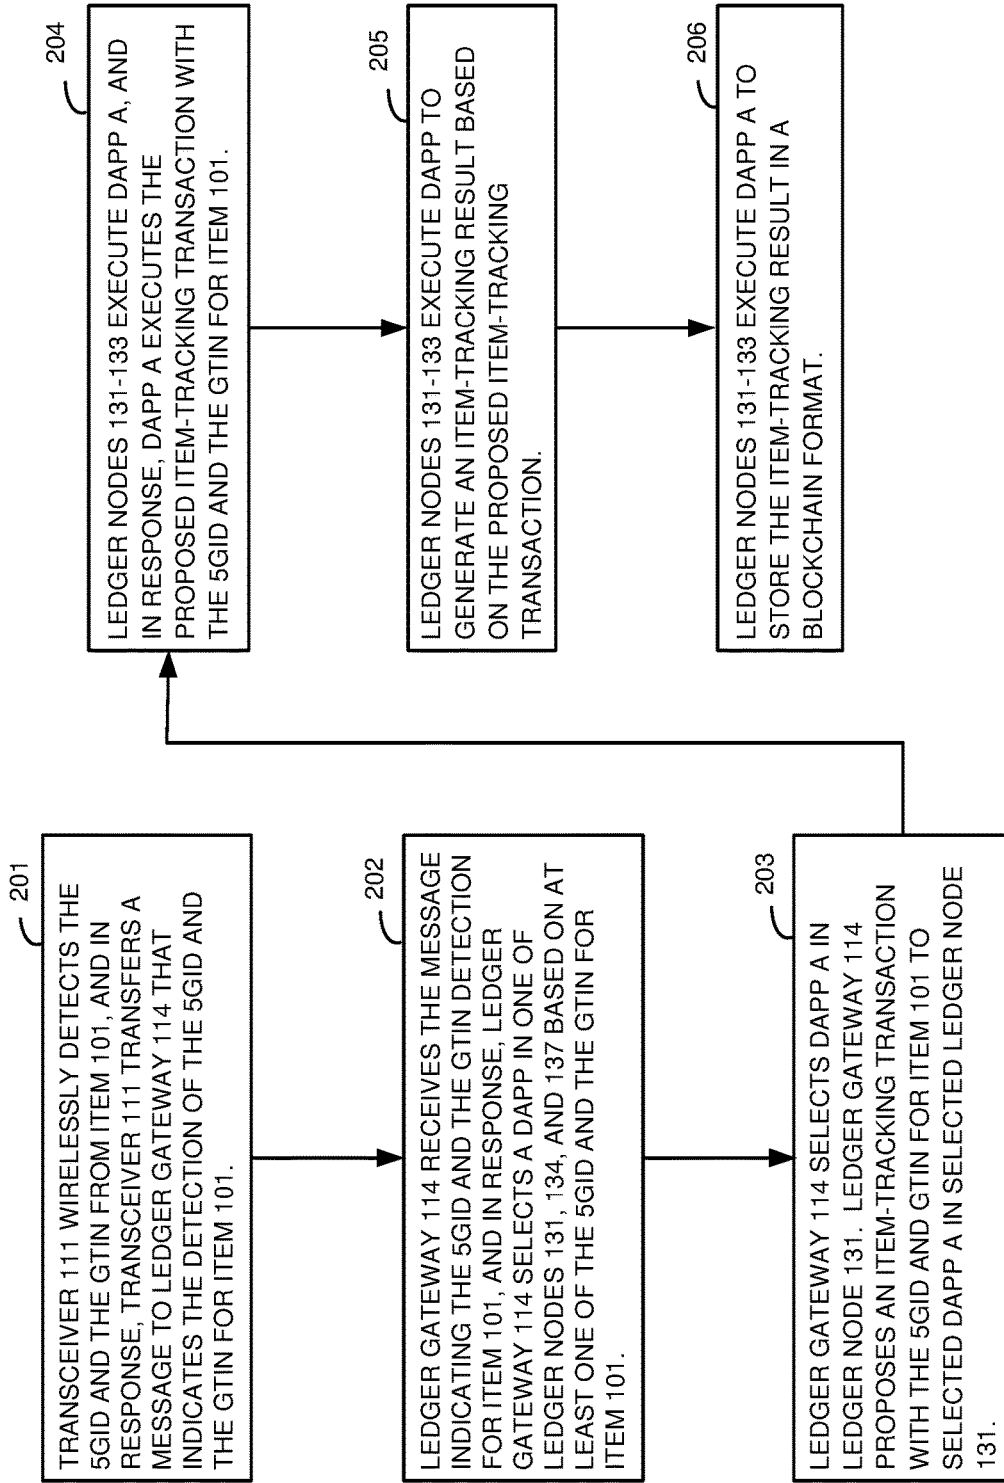 201
TRANSCEIVER 111 WIRELESSLY DETECTS THE
5GID AND THE GTIN FROM ITEM 101, AND IN
RESPONSE, TRANSCEIVER 111 TRANSFERS A
MESSAGE TO LEDGER GATEWAY 114 THAT
INDICATES THE DETECTION OF THE 5GID AND
THE GTIN FOR ITEM 101.
202
LEDGER GATEWAY 114 RECEIVES THE MESSAGE
INDICATING THE 5GID AND THE GTIN DETECTION
FOR ITEM 101, AND IN RESPONSE, LEDGER
GATEWAY 114 SELECTS A DAPP IN ONE OF
LEDGER NODES 131, 134, AND 137 BASED ON AT
LEAST ONE OF THE 5GID AND THE GTIN FOR
ITEM 101.
203
LEDGER GATEWAY 114 SELECTS DAPP A IN
LEDGER NODE 131. LEDGER GATEWAY 114
PROPOSES AN ITEM-TRACKING TRANSACTION
WITH THE 5GID AND GTIN FOR ITEM 101 TO
SELECTED DAPP A IN SELECTED LEDGER NODE
131.
204
LEDGER NODES 131-133 EXECUTE DAPP A, AND
IN RESPONSE, DAPP A EXECUTES THE
PROPOSED ITEM-TRACKING TRANSACTION WITH
THE 5GID AND THE GTIN FOR ITEM 101.
205
LEDGER NODES 131-133 EXECUTE DAPP TO
GENERATE AN ITEM-TRACKING RESULT BASED
ON THE PROPOSED ITEM-TRACKING
TRANSACTION.
206
LEDGER NODES 131-133 EXECUTE DAPP A TO
STORE THE ITEM-TRACKING RESULT IN A
BLOCKCHAIN FORMAT.